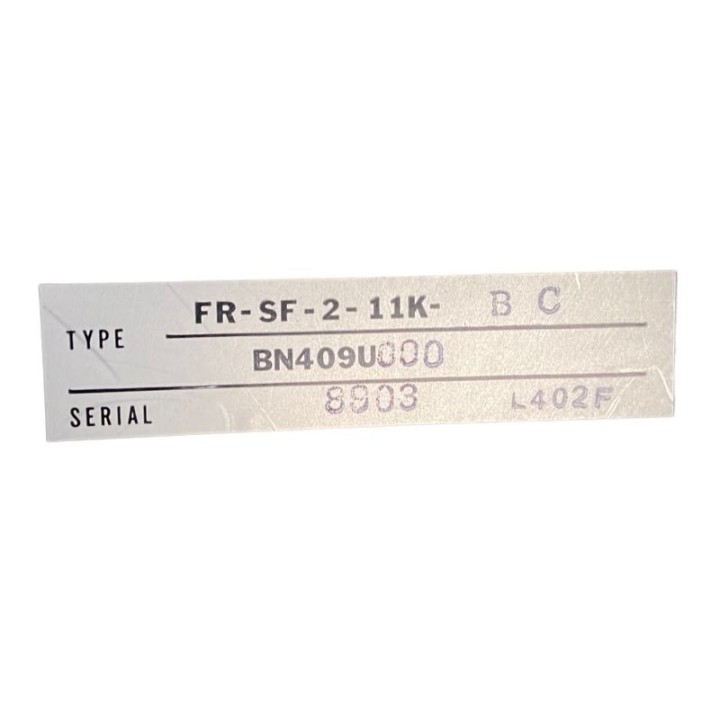 TYPE FR-SF-2-11K- B C
BN409U000
SERIAL 8903 L402F